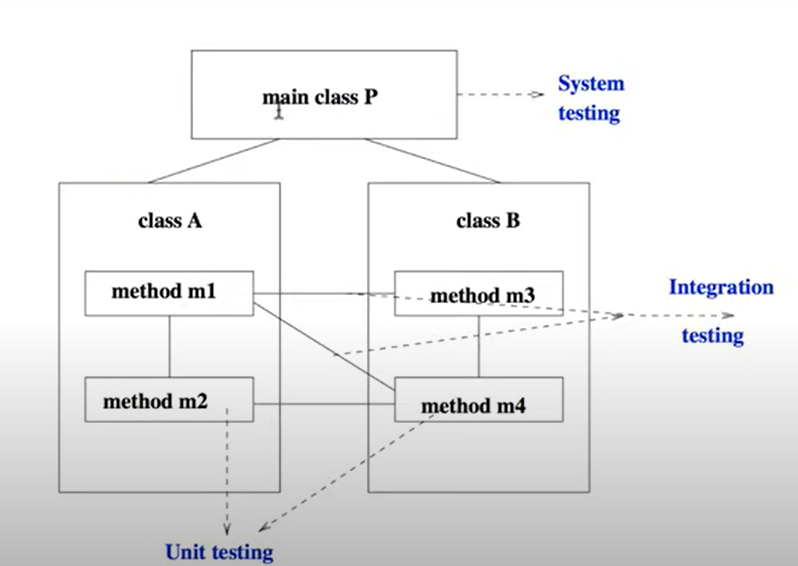 main class P
System
testing
class A
class B
method m1
method m3
Integration
testing
method m2
method m4
Unit testing